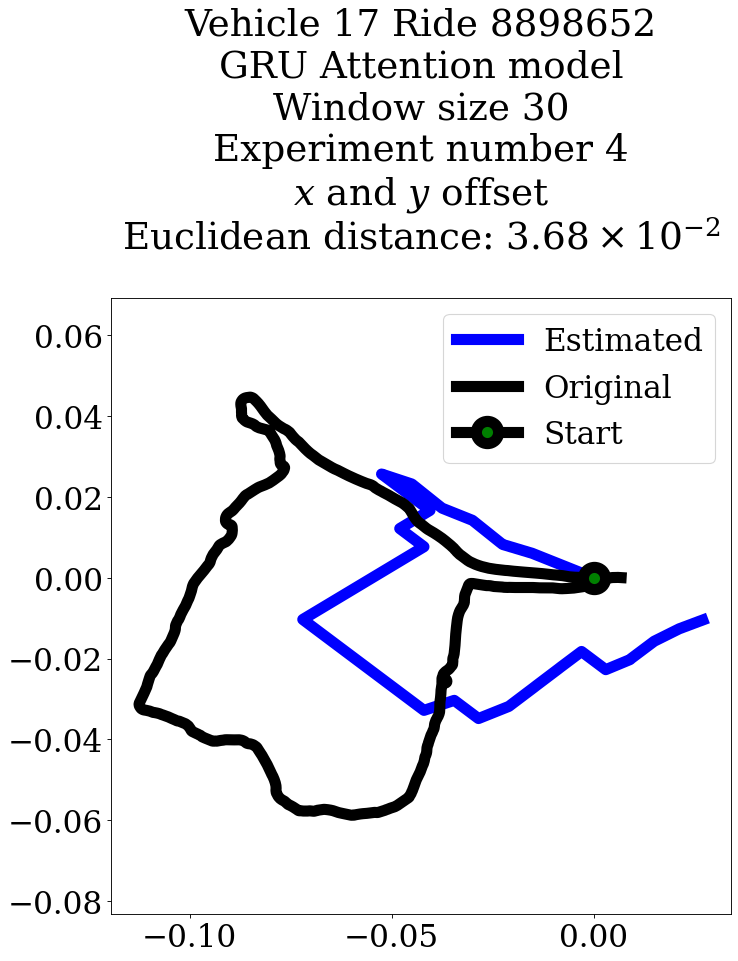 Vehicle 17 Ride 8898652
GRU Attention model
Window size 30
Experiment number 4
x and y offset
Euclidean distance: 3.68 × 10⁻²
Estimated
Original
Start
0.06
0.04
0.02
0.00
−0.02
−0.04
−0.06
−0.08
−0.10
−0.05
0.00